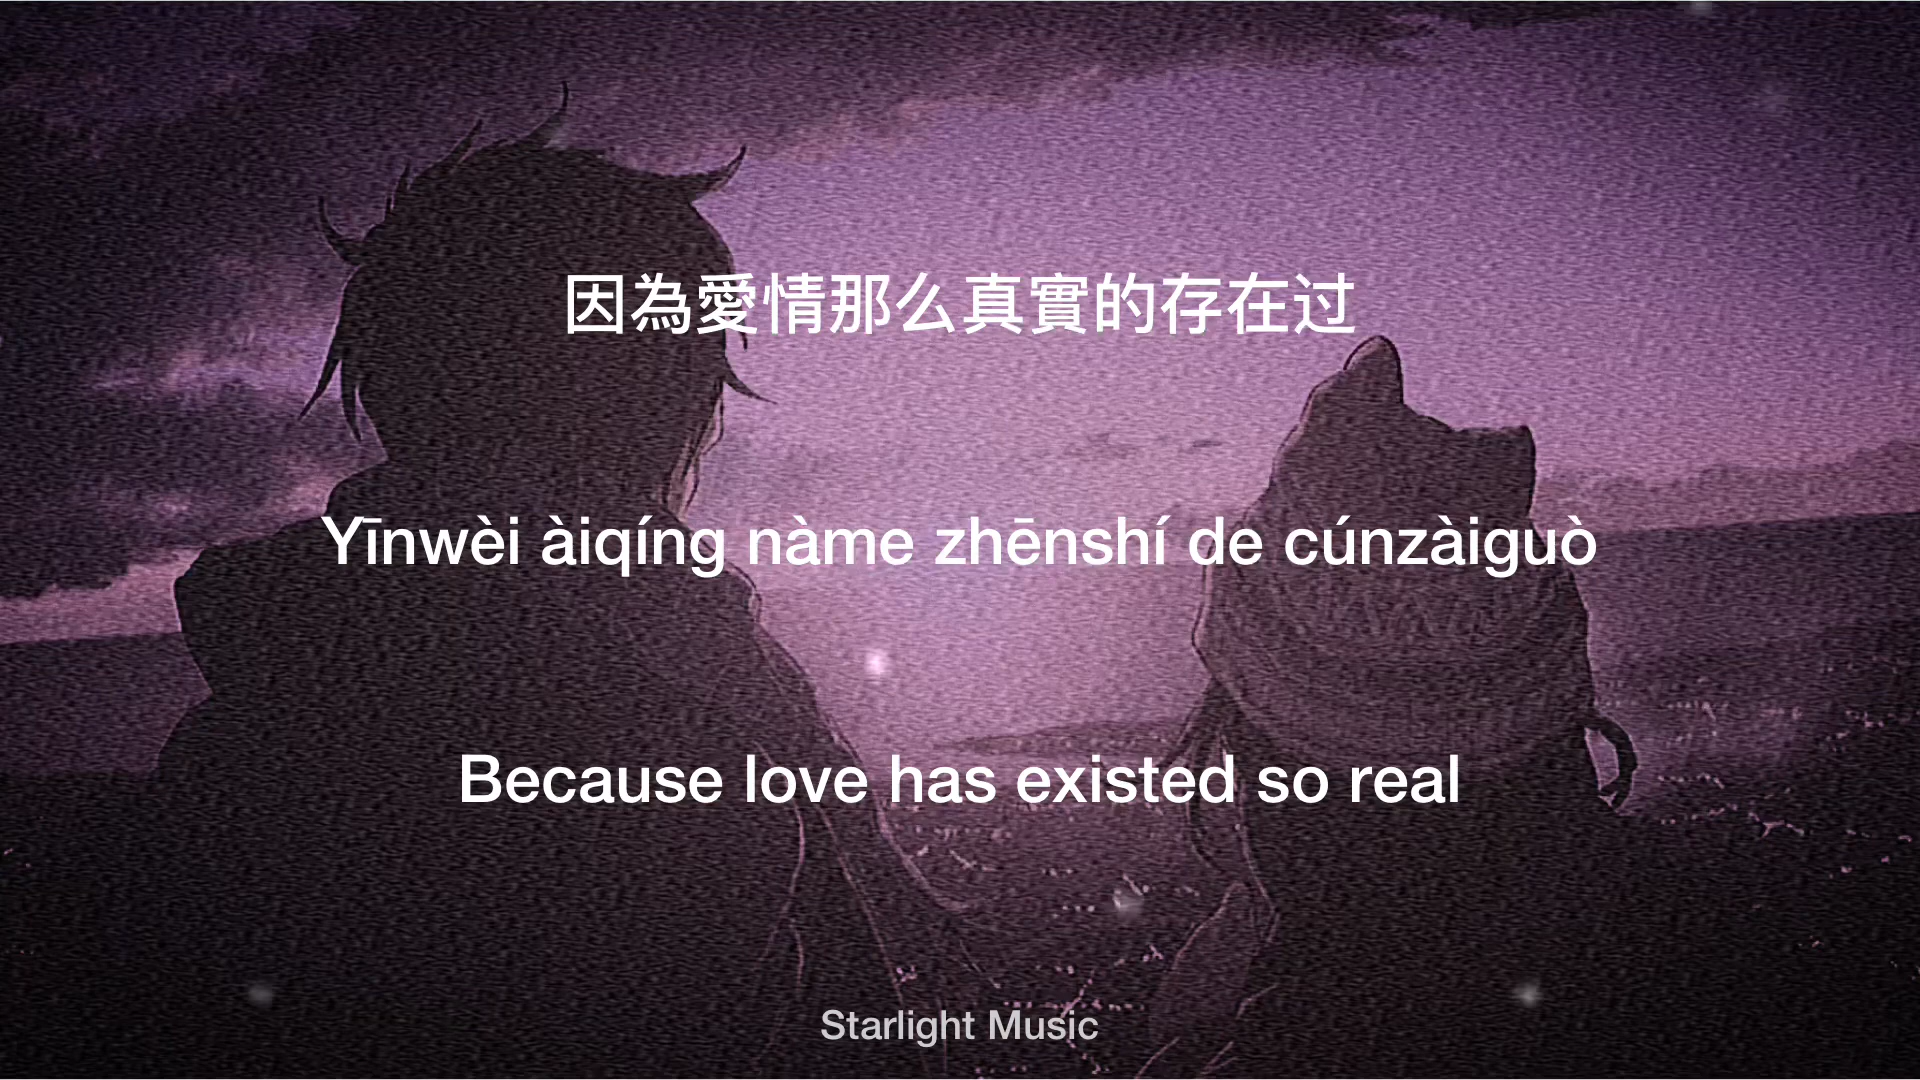 因為愛情那么真實的存在过
Yīnwèi àiqíng nàme zhēnshí de cúnzàiguò
Because love has existed so real
Starlight Music